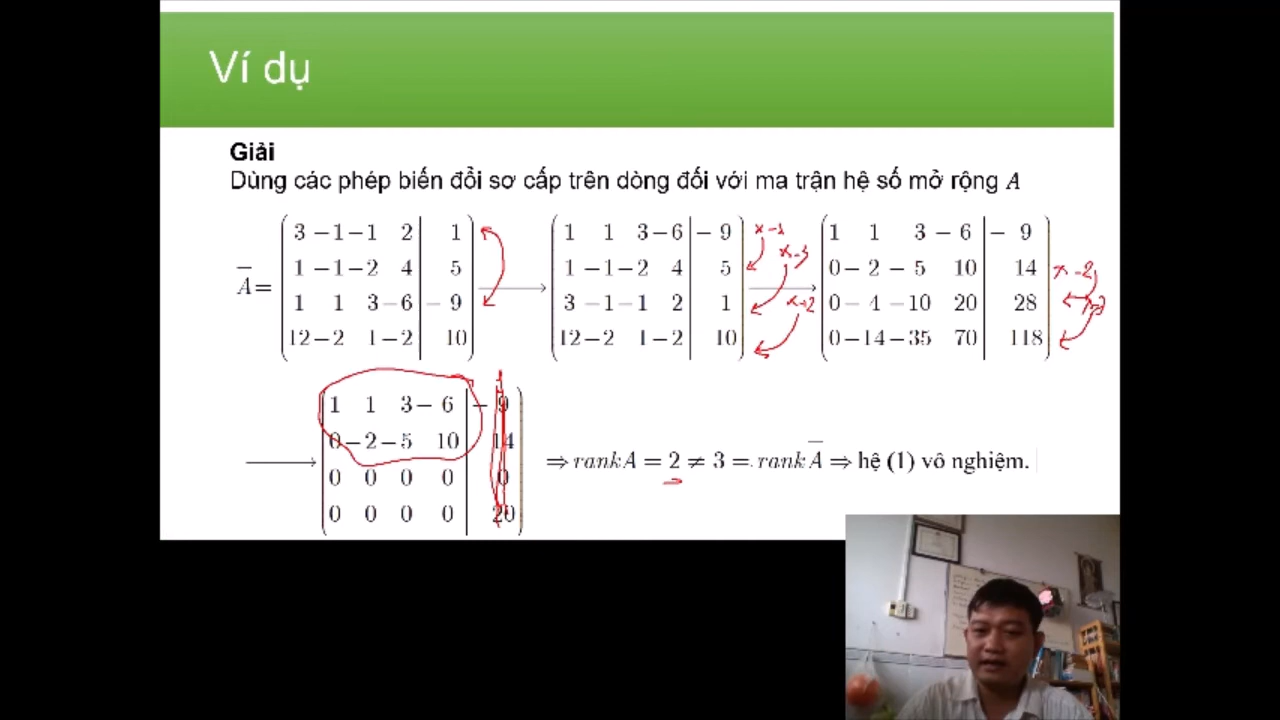 Ví dụ
Giải
Dùng các phép biến đổi sơ cấp trên dòng đối với ma trận hệ số mở rộng A
3 −1 −1 2 1 1 1 3 −6 −9 x −1 1 1 3 −6 −9
1 −1 −2 4 5 1 −1 −2 4 5 x −3 0 −2 −5 10 14 x −2
A̅ = 1 1 3 −6 −9 3 −1 −1 2 1 0 −4 −10 20 28
12 −2 1 −2 10 12 −2 1 −2 10 0 −14 −35 70 118
1 1 3 −6 −9
0 −2 −5 10 14
⇒ rank A = 2 ≠ 3 = rank A̅ ⇒ hệ (1) vô nghiệm.
0 0 0 0 0
0 0 0 0 20